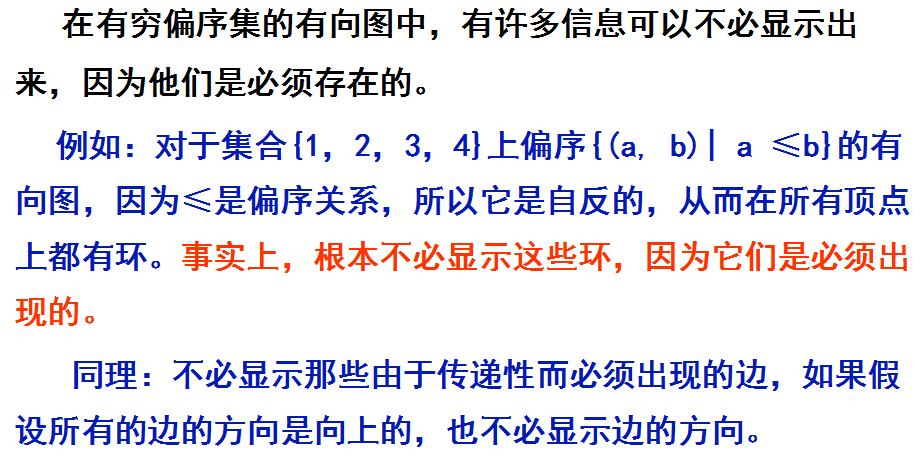 在有穷偏序集的有向图中，有许多信息可以不必显示出
来，因为他们是必须存在的。
例如：对于集合{1，2，3，4}上偏序{(a, b)| a ≤b}的有
向图，因为≤是偏序关系，所以它是自反的，从而在所有顶点
上都有环。事实上，根本不必显示这些环，因为它们是必须出
现的。
同理：不必显示那些由于传递性而必须出现的边，如果假
设所有的边的方向是向上的，也不必显示边的方向。